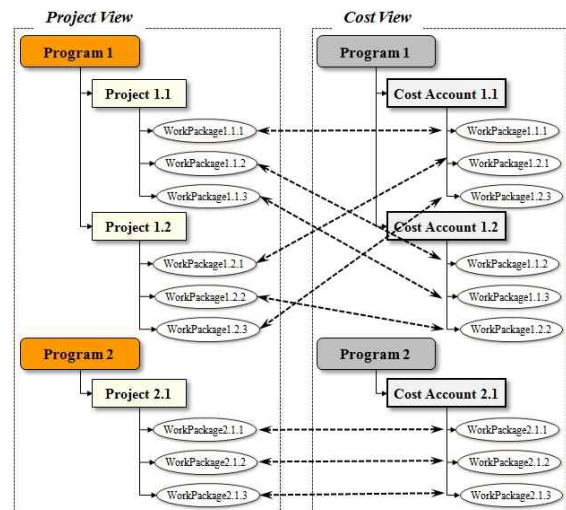 Project View
Program 1
Project 1.1
WorkPackage1.1.1
WorkPackage1.1.2
WorkPackage1.1.3
Project 1.2
WorkPackage1.2.1
WorkPackage1.2.2
WorkPackage1.2.3
Program 2
Project 2.1
WorkPackage2.1.1
WorkPackage2.1.2
WorkPackage2.1.3
Cost View
Program 1
Cost Account 1.1
WorkPackage1.1.1
WorkPackage1.2.1
WorkPackage1.2.3
Cost Account 1.2
WorkPackage1.1.2
WorkPackage1.1.3
WorkPackage1.2.2
Program 2
Cost Account 2.1
WorkPackage2.1.1
WorkPackage2.1.2
WorkPackage2.1.3